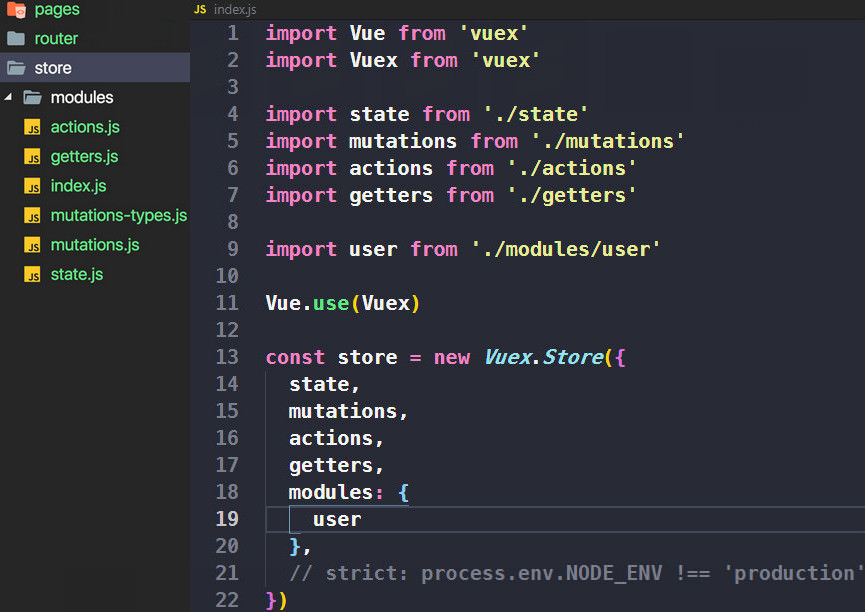 pages
router
store
modules
actions.js
getters.js
index.js
mutations-types.js
mutations.js
state.js
JS index.js
1 import Vue from 'vuex'
2 import Vuex from 'vuex'
3
4 import state from './state'
5 import mutations from './mutations'
6 import actions from './actions'
7 import getters from './getters'
8
9 import user from './modules/user'
10
11 Vue.use(Vuex)
12
13 const store = new Vuex.Store({
14 state,
15 mutations,
16 actions,
17 getters,
18 modules: {
19 user
20 },
21 // strict: process.env.NODE_ENV !== 'production'
22 })